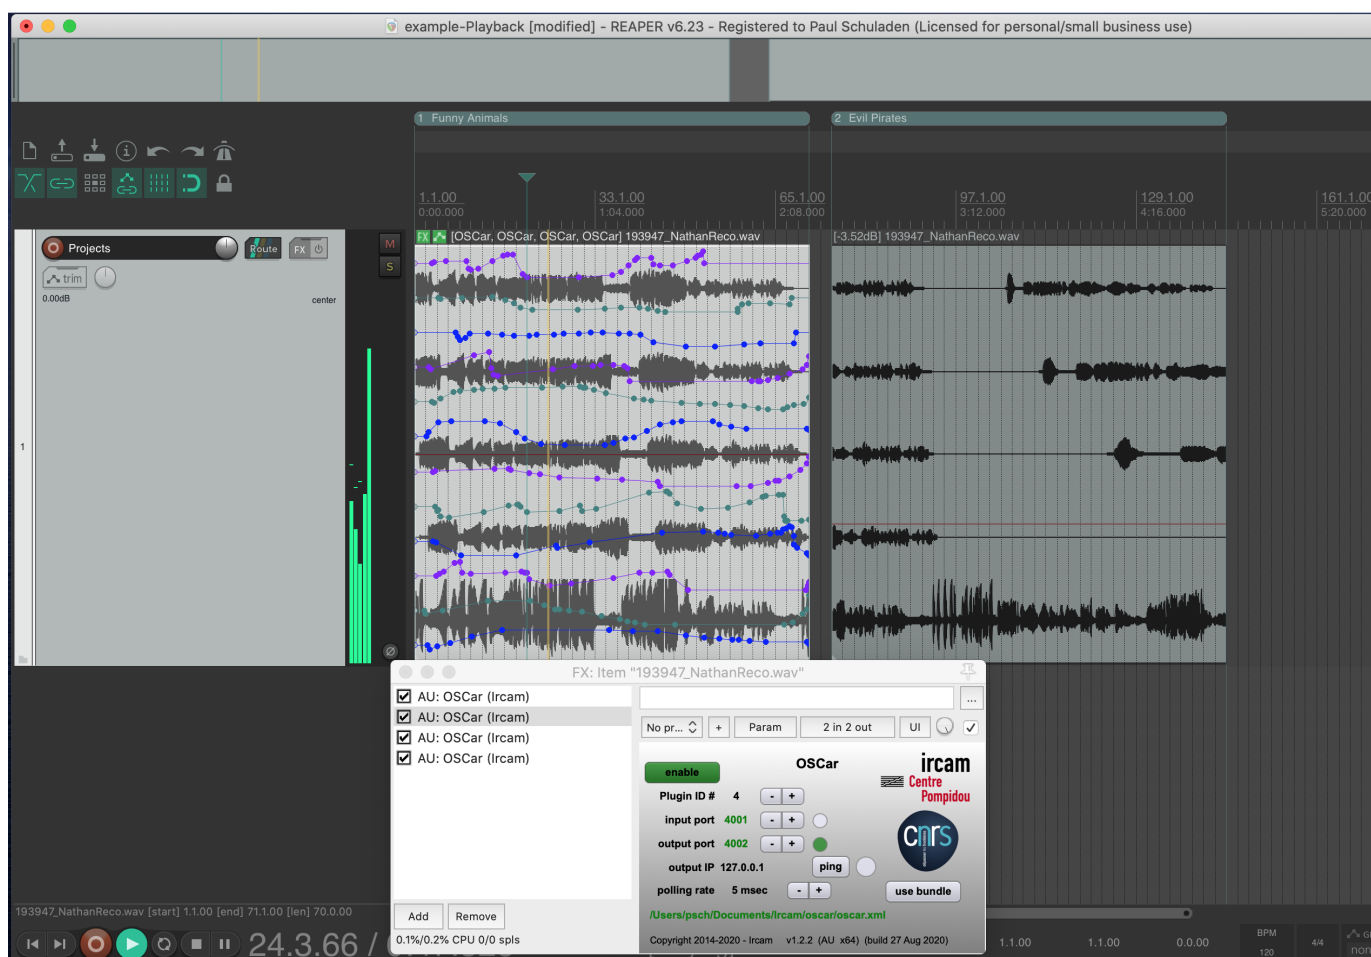 example-Playback [modified] - REAPER v6.23 - Registered to Paul Schuladen (Licensed for personal/small business use)
1 Funny Animals
2 Evil Pirates
1.1.00
33.1.00
65.1.00
97.1.00
129.1.00
161.1.00
0:00.000
1:04.000
2:08.000
3:12.000
4:16.000
5:20.000
Projects
Route
FX
M
S
trim
0.00dB
center
1
FX [OSCar, OSCar, OSCar, OSCar] 193947_NathanReco.wav
[-3.52dB] 193947_NathanReco.wav
FX: Item "193947_NathanReco.wav"
AU: OSCar (Ircam)
AU: OSCar (Ircam)
AU: OSCar (Ircam)
AU: OSCar (Ircam)
...
No pr...
+
Param
2 in 2 out
UI
enable
OSCar
ircam
Centre
Pompidou
Plugin ID # 4 - +
input port 4001 - +
output port 4002 - +
output IP 127.0.0.1 ping
polling rate 5 msec - +
cnrs
use bundle
/Users/psch/Documents/Ircam/oscar/oscar.xml
Copyright 2014-2020 - Ircam v1.2.2 (AU x64) (build 27 Aug 2020)
Add
Remove
0.1%/0.2% CPU 0/0 spls
193947_NathanReco.wav [start] 1.1.00 [end] 71.1.00 [len] 70.0.00
24.3.66 /
1.1.00
1.1.00
0.0.00
BPM
120
4/4